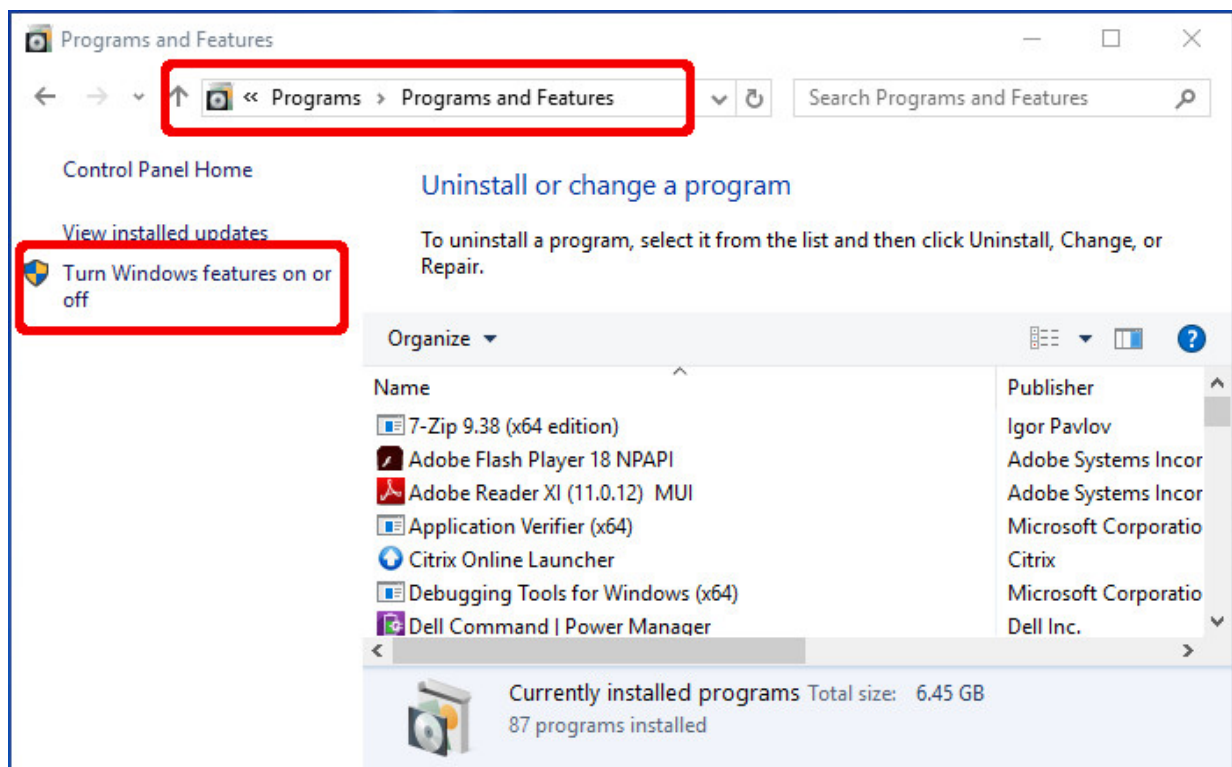 Programs and Features
« Programs > Programs and Features
Search Programs and Features
Control Panel Home
View installed updates
Turn Windows features on or
off
Uninstall or change a program
To uninstall a program, select it from the list and then click Uninstall, Change, or
Repair.
Organize
Name Publisher
7-Zip 9.38 (x64 edition) Igor Pavlov
Adobe Flash Player 18 NPAPI Adobe Systems Incor
Adobe Reader XI (11.0.12) MUI Adobe Systems Incor
Application Verifier (x64) Microsoft Corporatio
Citrix Online Launcher Citrix
Debugging Tools for Windows (x64) Microsoft Corporatio
Dell Command | Power Manager Dell Inc.
Currently installed programs Total size: 6.45 GB
87 programs installed